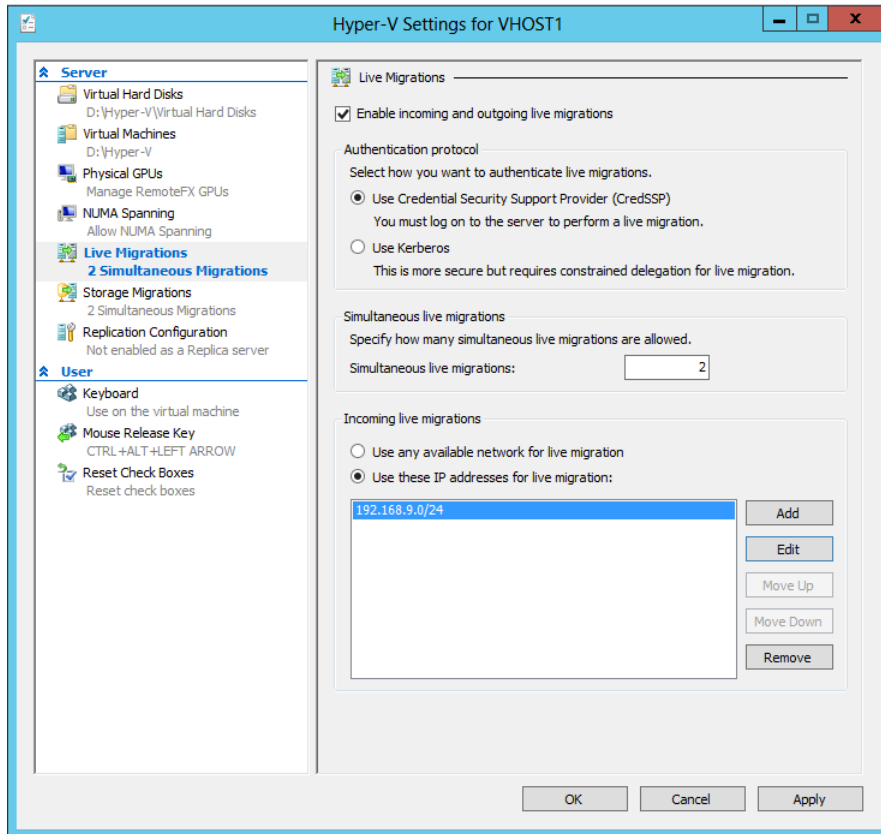 Hyper-V Settings for VHOST1
Server
Virtual Hard Disks
D:\Hyper-V\Virtual Hard Disks
Virtual Machines
D:\Hyper-V
Physical GPUs
Manage RemoteFX GPUs
NUMA Spanning
Allow NUMA Spanning
Live Migrations
2 Simultaneous Migrations
Storage Migrations
2 Simultaneous Migrations
Replication Configuration
Not enabled as a Replica server
User
Keyboard
Use on the virtual machine
Mouse Release Key
CTRL+ALT+LEFT ARROW
Reset Check Boxes
Reset check boxes
Live Migrations
Enable incoming and outgoing live migrations
Authentication protocol
Select how you want to authenticate live migrations.
Use Credential Security Support Provider (CredSSP)
You must log on to the server to perform a live migration.
Use Kerberos
This is more secure but requires constrained delegation for live migration.
Simultaneous live migrations
Specify how many simultaneous live migrations are allowed.
Simultaneous live migrations: 2
Incoming live migrations
Use any available network for live migration
Use these IP addresses for live migration:
192.168.9.0/24
Add
Edit
Move Up
Move Down
Remove
OK Cancel Apply